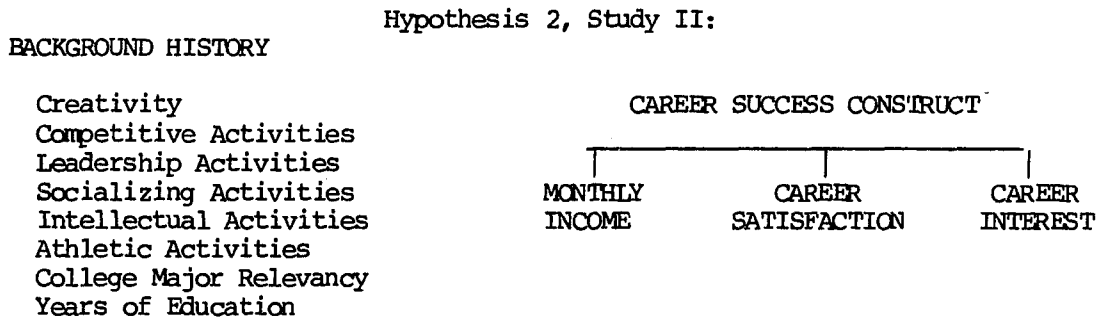 Hypothesis 2, Study II:
BACKGROUND HISTORY
Creativity
Competitive Activities
Leadership Activities
Socializing Activities
Intellectual Activities
Athletic Activities
College Major Relevancy
Years of Education
CAREER SUCCESS CONSTRUCT
MONTHLY INCOME
CAREER SATISFACTION
CAREER INTEREST